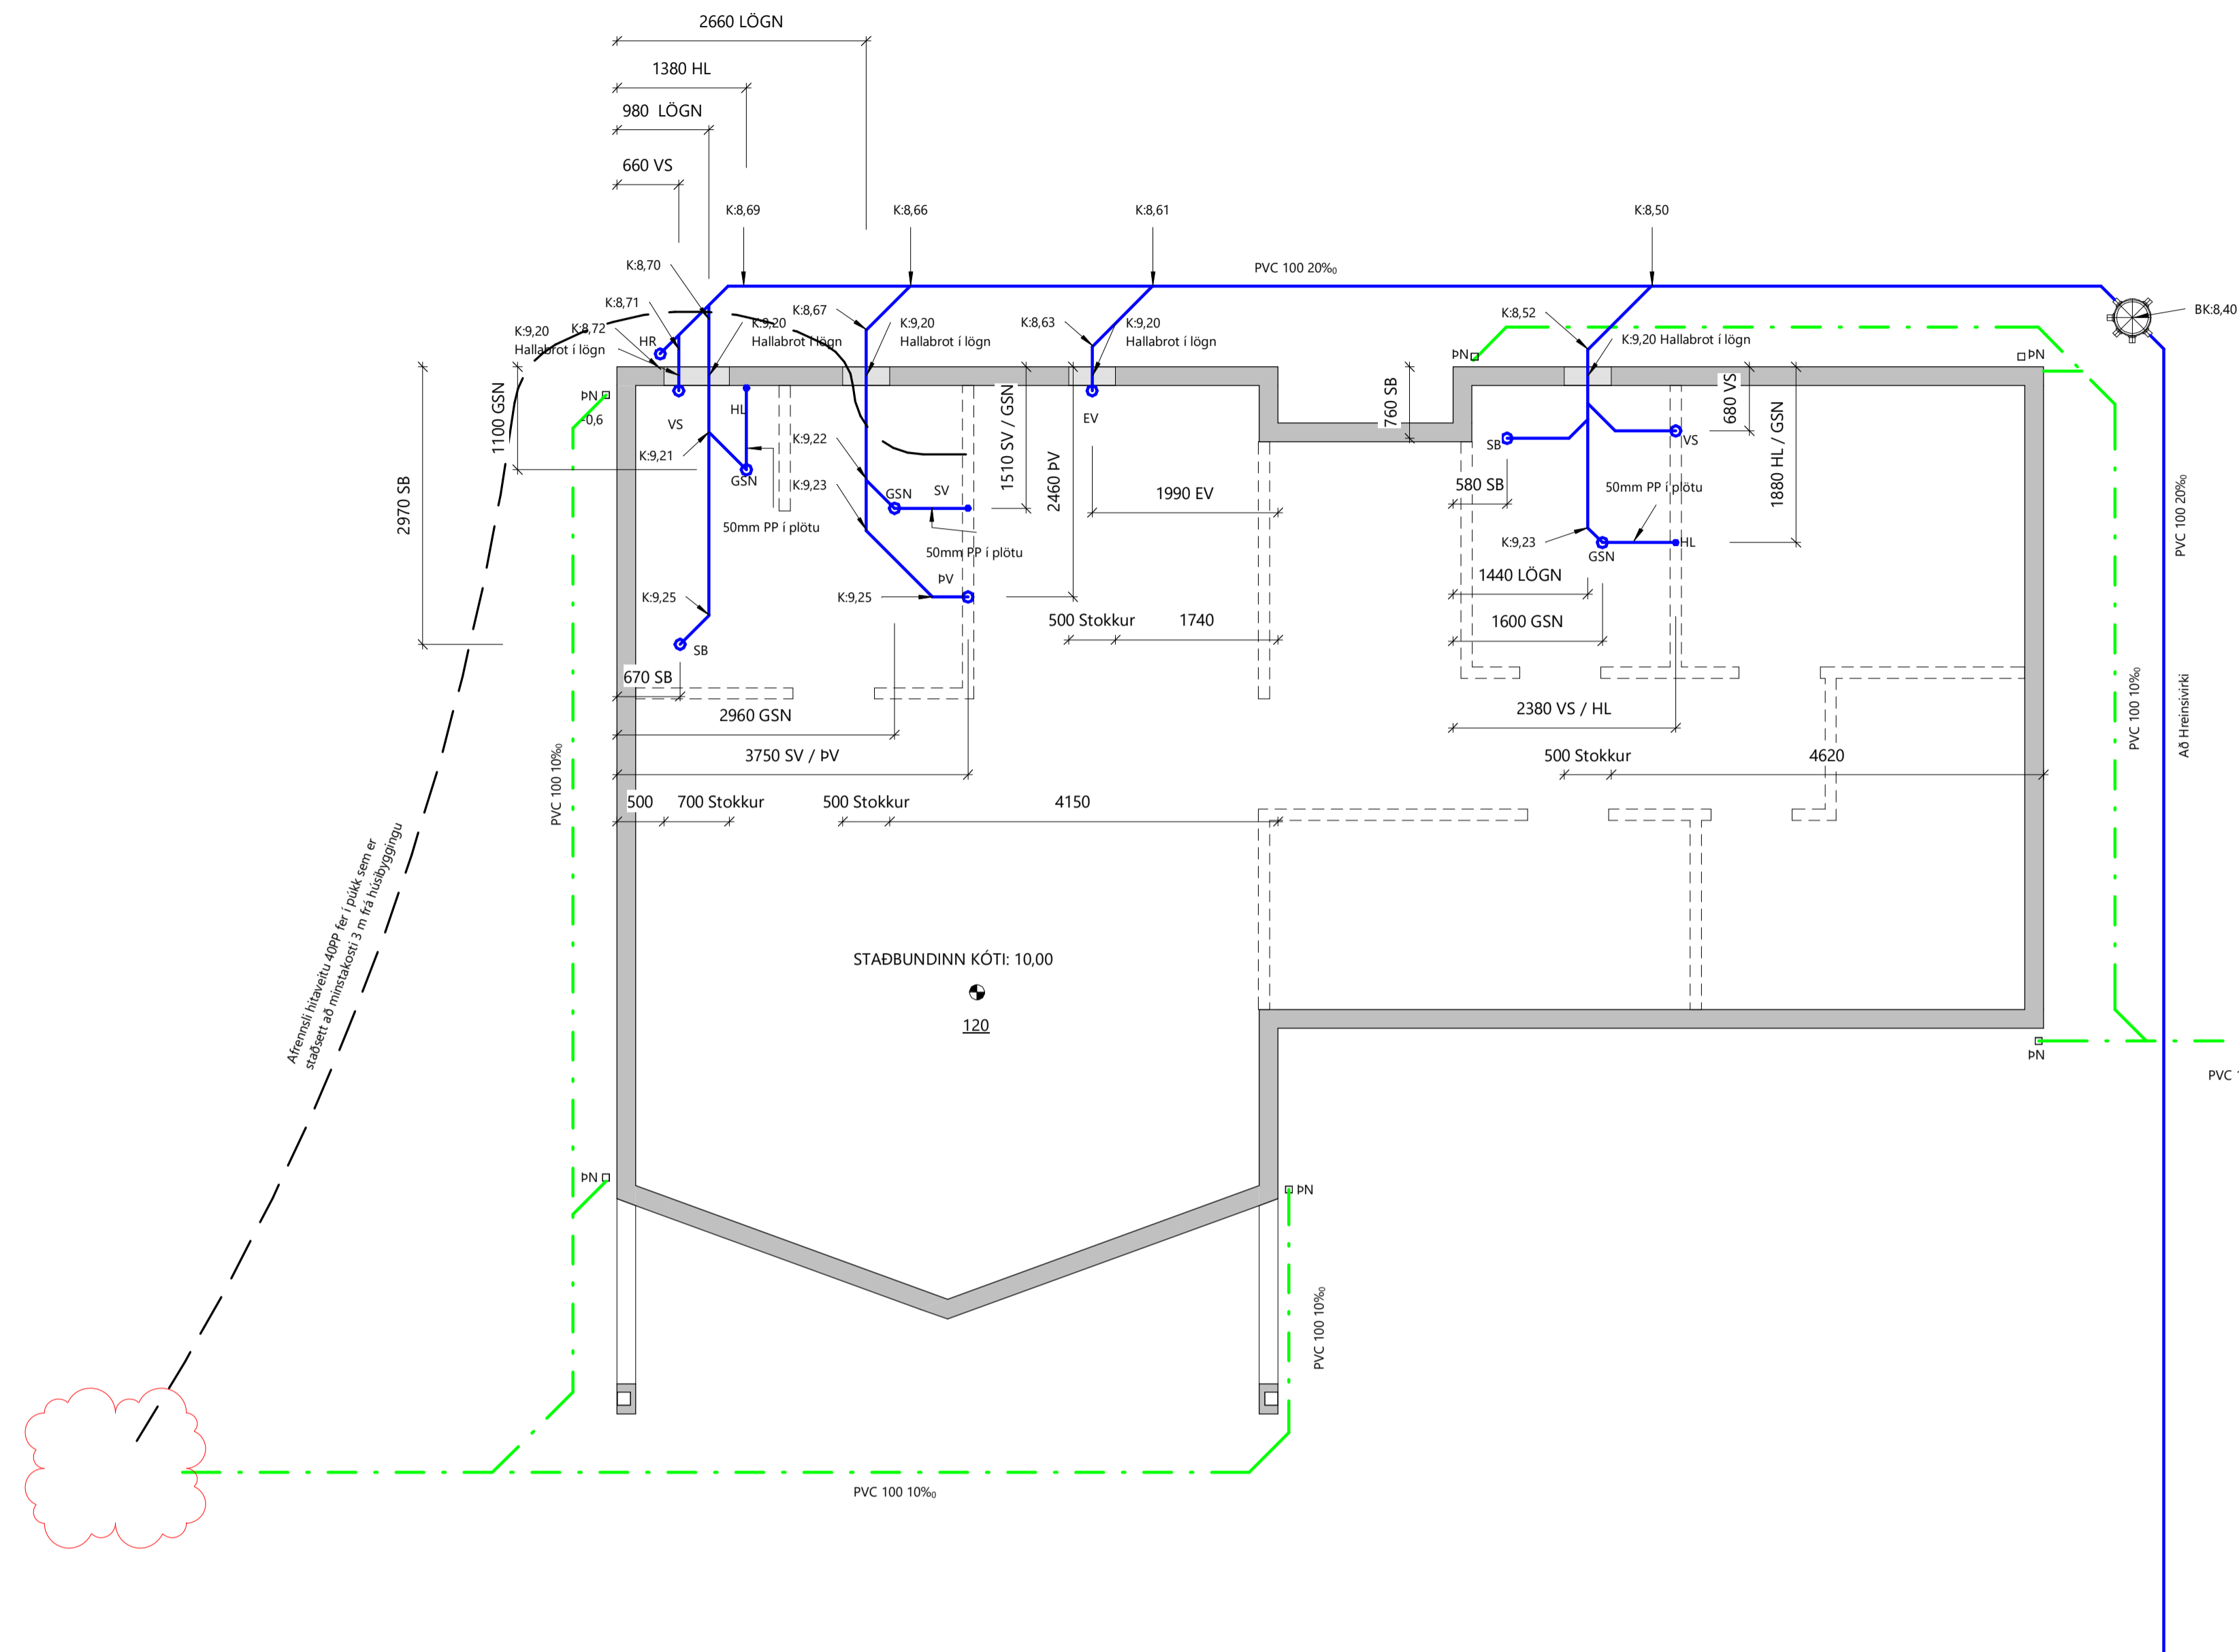 2660 LÖGN
1380 HL
980 LÖGN
660 VS
K:8,69
K:8,66
K:8,61
K:8,50
K:8,70
PVC 100 20‰
K:8,71
K:8,67
K:9,20
Hallabrot í lögn
K:9,20
Hallabrot í lögn
K:8,63
K:9,20
Hallabrot í lögn
K:8,52
K:9,20 Hallabrot í lögn
BK:8,40
K:9,20
Hallabrot í lögn
K:8,72
HR
ÞN
ÞN
ÞN
-0,6
VS
HL
EV
1100 GSN
2970 SB
K:9,21
GSN
K:9,22
K:9,23
GSN
SV
1510 SV / GSN
2460 ÞV
50mm PP í plötu
50mm PP í plötu
ÞV
K:9,25
K:9,25
SB
670 SB
1990 EV
760 SB
SB
VS
680 VS
1880 HL / GSN
580 SB
50mm PP í plötu
K:9,23
GSN
HL
1440 LÖGN
1600 GSN
500 Stokkur
1740
2960 GSN
3750 SV / ÞV
2380 VS / HL
500 Stokkur
4620
500
700 Stokkur
500 Stokkur
4150
PVC 100 10‰
PVC 100 10‰
PVC 100 20‰
Að Hreinsivirki
Afrennsli hitaveitu 40PP fer í púkk sem er
staðsett að minstakosti 3 m frá húsibyggingu
STAÐBUNDINN KÓTI: 10,00
120
ÞN
PVC 1
ÞN
ÞN
PVC 100 10‰
PVC 100 10‰